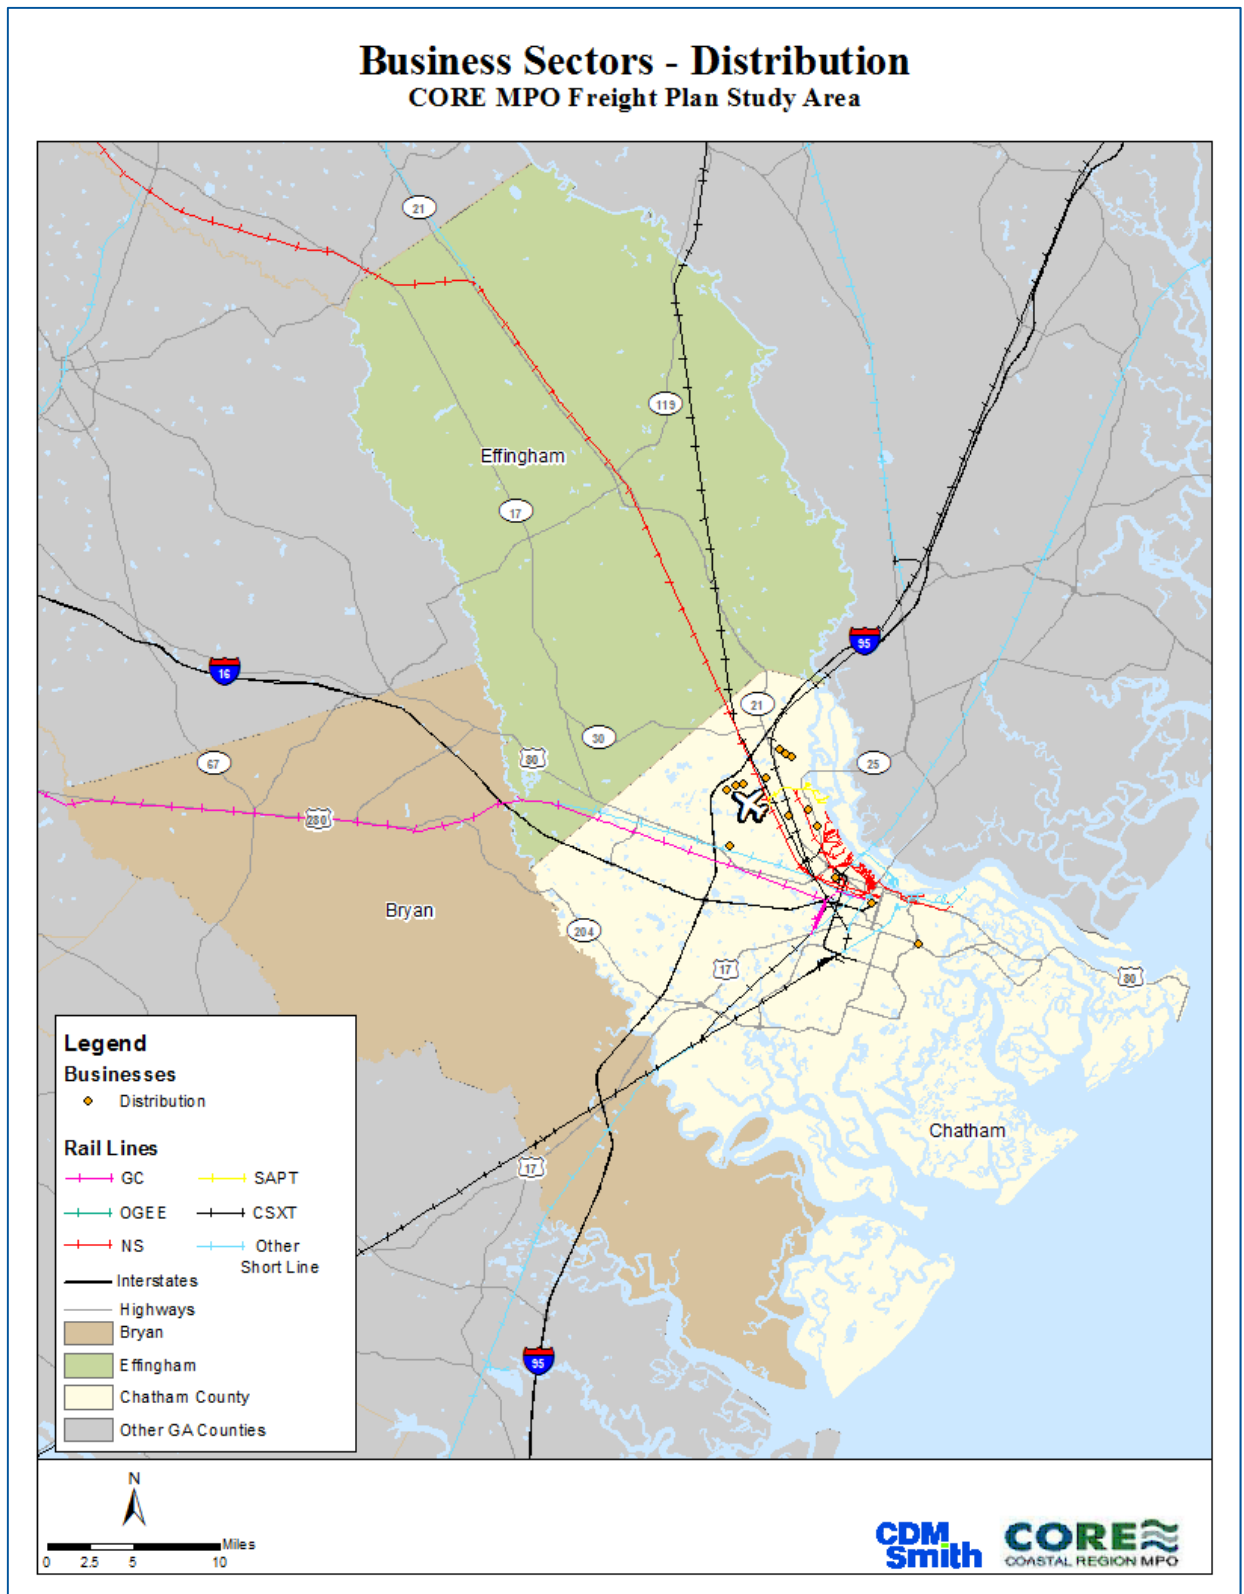 Business Sectors - Distribution
CORE MPO Freight Plan Study Area
21
119
Effingham
17
95
16
21
30
80
67
25
280
Bryan
204
17
80
Chatham
17
95
Legend
Businesses
Distribution
Rail Lines
GC
SAPT
OGEE
CSXT
NS
Other
Short Line
Interstates
Highways
Bryan
Effingham
Chatham County
Other GA Counties
N
Miles
0 2.5 5 10
CDM
Smith
CORE
COASTAL REGION MPO